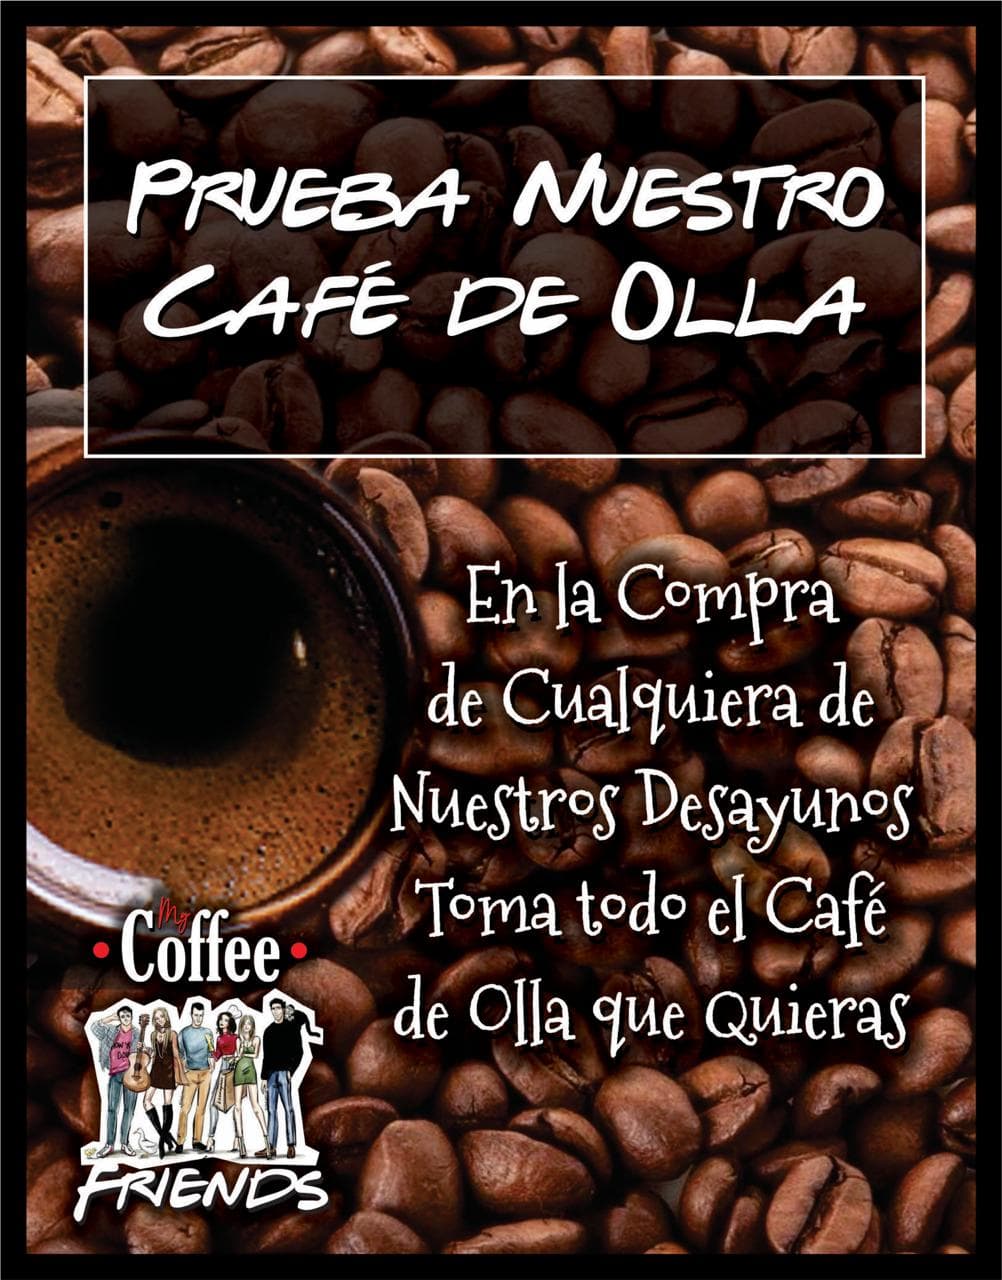 Prueba Nuestro
Café de Olla
En la Compra
de Cualquiera de
Nuestros Desayunos
Toma todo el Café
de Olla que Quieras
My
• Coffee •
Friends